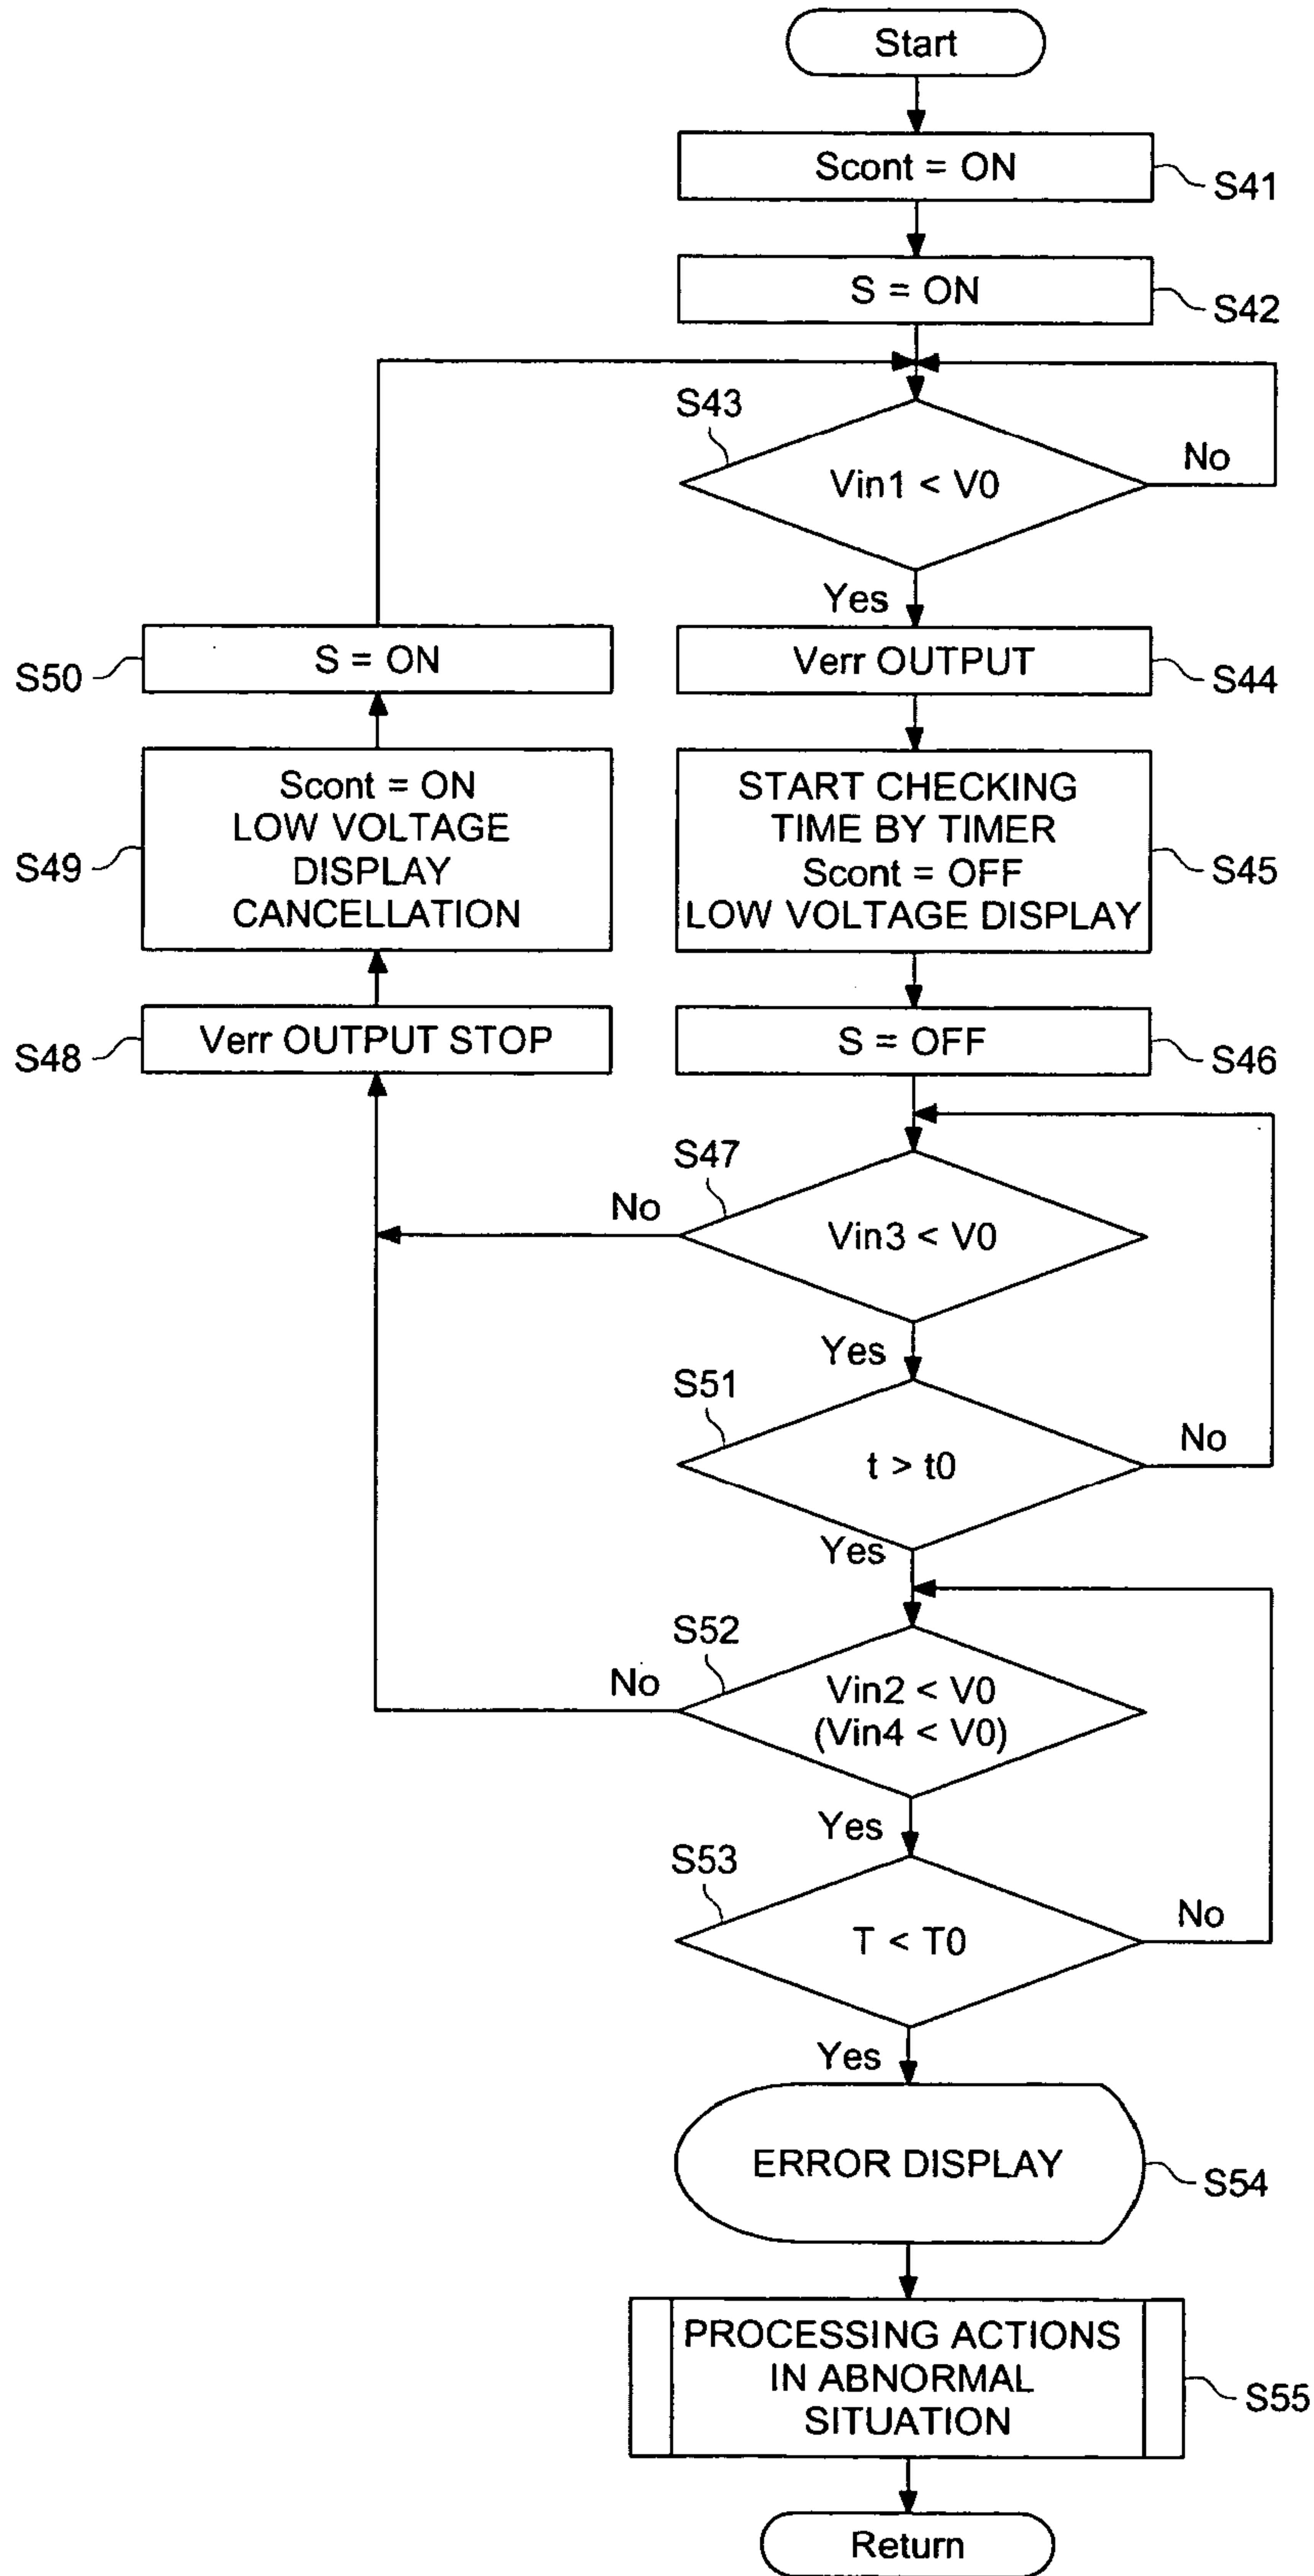 Start
Scont = ON
S41
S = ON
S42
S43
Vin1 < V0
No
Yes
Verr OUTPUT
S44
START CHECKING
TIME BY TIMER
Scont = OFF
LOW VOLTAGE DISPLAY
S45
S = OFF
S46
S47
Vin3 < V0
No
Yes
S50
S = ON
S49
Scont = ON
LOW VOLTAGE
DISPLAY
CANCELLATION
S48
Verr OUTPUT STOP
S51
t > t0
No
Yes
S52
Vin2 < V0
(Vin4 < V0)
No
Yes
S53
T < T0
No
Yes
ERROR DISPLAY
S54
PROCESSING ACTIONS
IN ABNORMAL
SITUATION
S55
Return